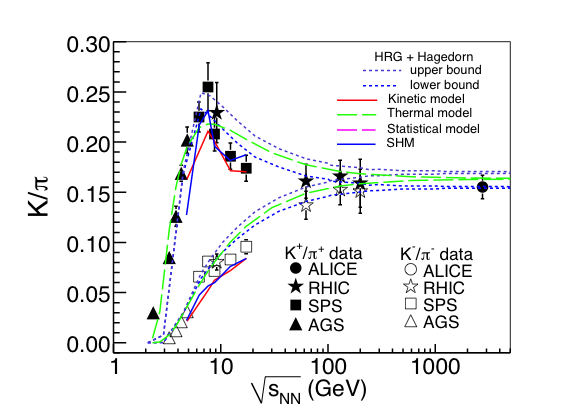 0.30
HRG + Hagedorn
upper bound
0.25
lower bound
Kinetic model
Thermal model
0.20
Statistical model
SHM
K/π
0.15
0.10
K+/π+ data K-/π- data
ALICE ALICE
RHIC RHIC
0.05
SPS SPS
AGS AGS
0.00
1 10 100 1000
√sNN (GeV)